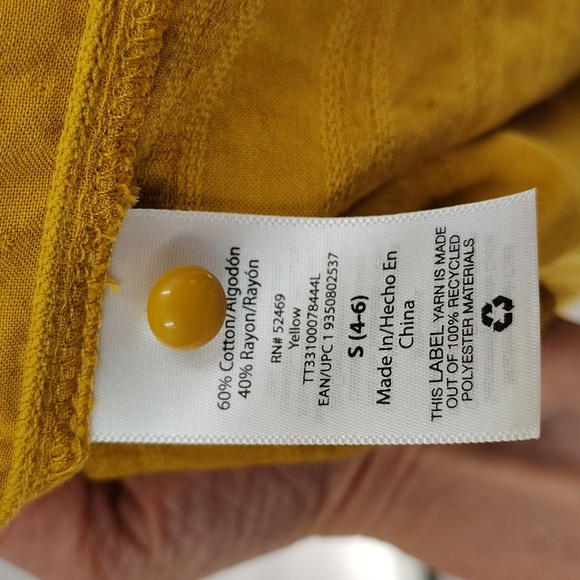 60% Cotton/Algodón
40% Rayon/Rayón
RN# 52469
Yellow
TT33100078444L
EAN/UPC 1 9350802537
S (4-6)
Made In/Hecho En
China
THIS LABEL YARN IS MADE
OUT OF 100% RECYCLED
POLYESTER MATERIALS